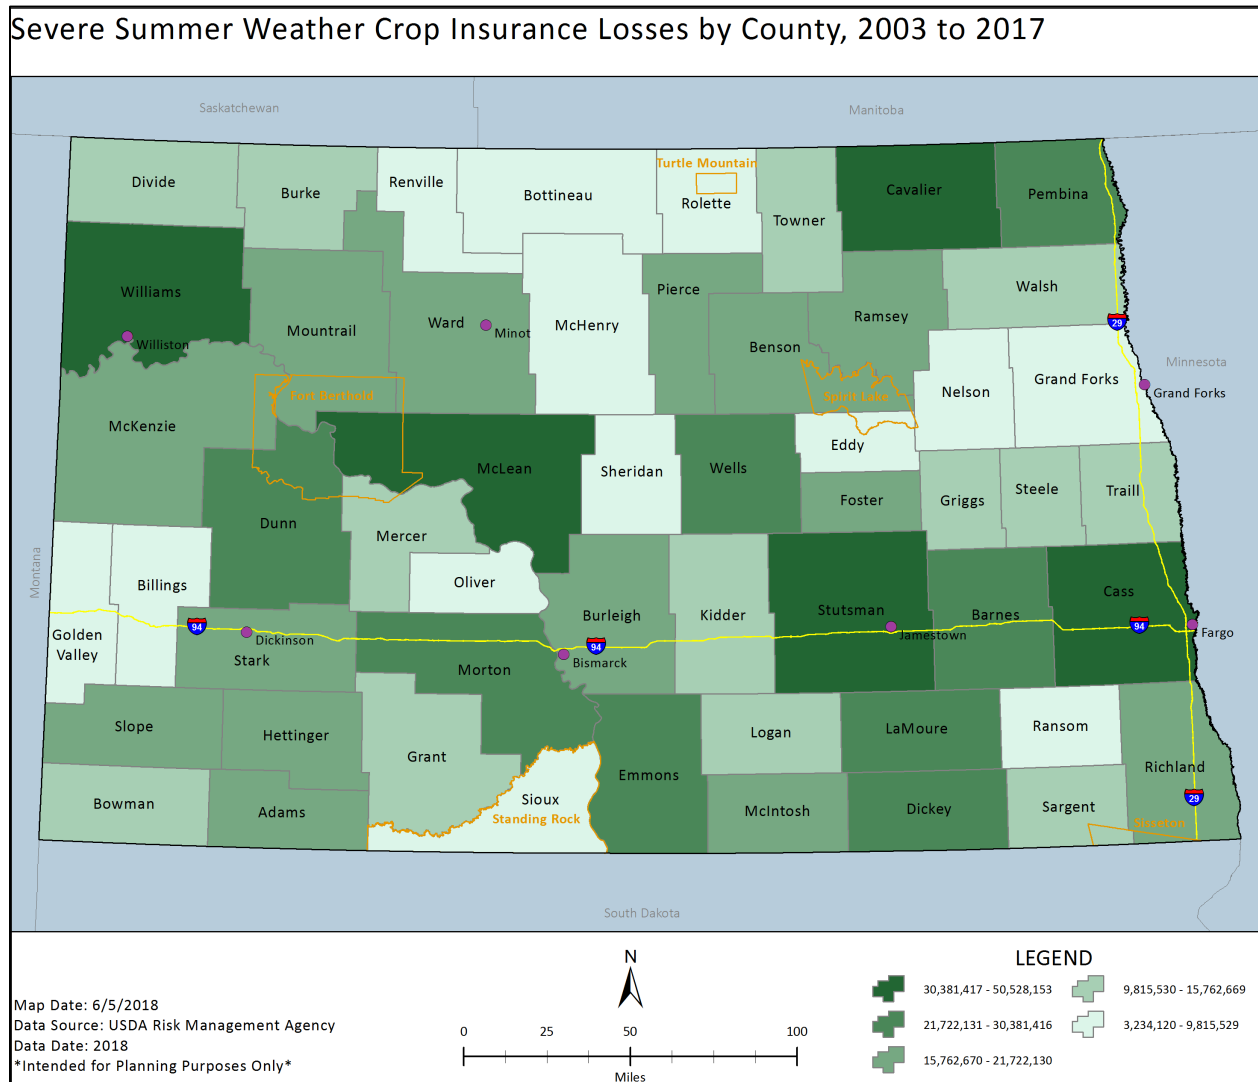 Severe Summer Weather Crop Insurance Losses by County, 2003 to 2017
Saskatchewan
Manitoba
Turtle Mountain
Divide
Burke
Renville
Bottineau
Rolette
Towner
Cavalier
Pembina
Williams
Williston
Mountrail
Ward
Minot
McHenry
Pierce
Benson
Ramsey
Walsh
29
Minnesota
Grand Forks
Grand Forks
Nelson
Fort Berthold
Spirit Lake
McKenzie
McLean
Sheridan
Wells
Eddy
Foster
Griggs
Steele
Traill
Dunn
Mercer
Montana
Billings
Oliver
Burleigh
Kidder
Stutsman
Barnes
Cass
Golden
Valley
94
Dickinson
Stark
94
Bismarck
Jamestown
94
Fargo
Morton
Slope
Hettinger
Grant
Emmons
Logan
LaMoure
Ransom
Richland
Bowman
Adams
Sioux
Standing Rock
McIntosh
Dickey
Sargent
29
Sisseton
South Dakota
N
LEGEND
30,381,417 - 50,528,153
9,815,530 - 15,762,669
21,722,131 - 30,381,416
3,234,120 - 9,815,529
15,762,670 - 21,722,130
Map Date: 6/5/2018
Data Source: USDA Risk Management Agency
Data Date: 2018
*Intended for Planning Purposes Only*
0 25 50 100
Miles